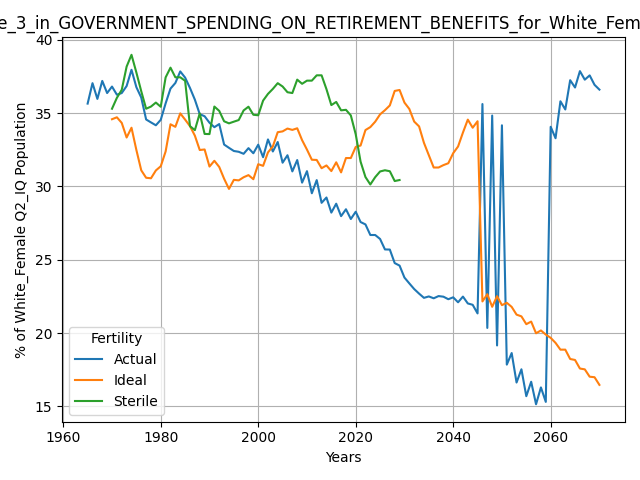 e_3_in_GOVERNMENT_SPENDING_ON_RETIREMENT_BENEFITS_for_White_Fem
% of White_Female Q2_IQ Population
40
35
30
25
20
15
Fertility
Actual
Ideal
Sterile
1960 1980 2000 2020 2040 2060
Years